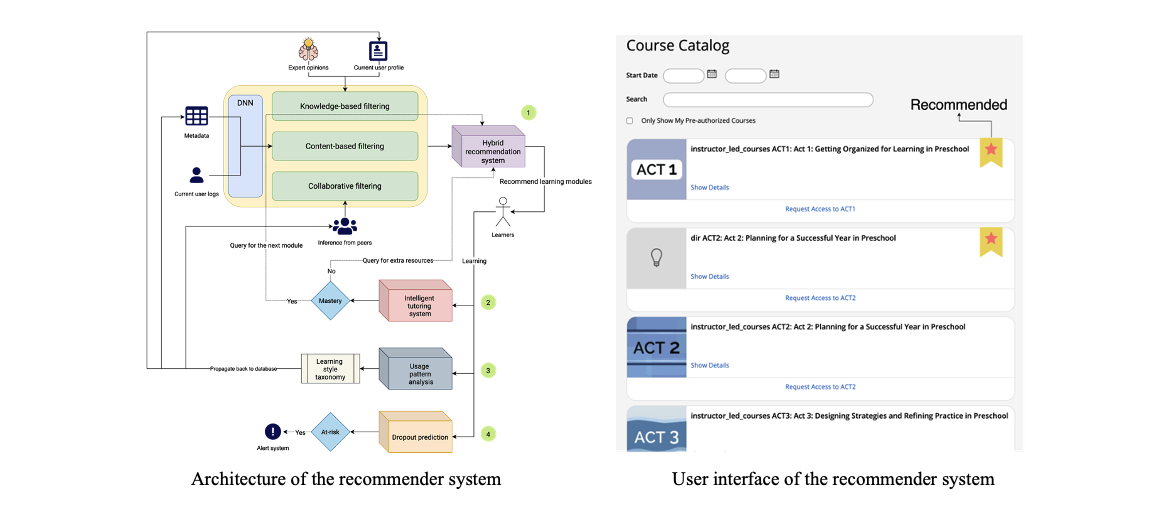 Expert opinions
Current user profile
DNN
Knowledge-based filtering
1
Metadata
Content-based filtering
Hybrid
recommendation
system
Current user logs
Collaborative filtering
Recommend learning modules
Learners
Inference from peers
Query for the next module
Query for extra resources
Learning
No
Yes
Mastery
Intelligent
tutoring
system
2
Propagate back to database
Learning
style
taxonomy
Usage
pattern
analysis
3
Alert system
Yes
At-risk
Dropout prediction
4
Architecture of the recommender system
Course Catalog
Start Date
Search
Recommended
Only Show My Pre-authorized Courses
ACT 1
instructor_led_courses ACT1: Act 1: Getting Organized for Learning in Preschool
Show Details
Request Access to ACT1
dir ACT2: Act 2: Planning for a Successful Year in Preschool
Show Details
Request Access to ACT2
ACT 2
instructor_led_courses ACT2: Act 2: Planning for a Successful Year in Preschool
Show Details
Request Access to ACT2
ACT 3
instructor_led_courses ACT3: Act 3: Designing Strategies and Refining Practice in Preschool
User interface of the recommender system